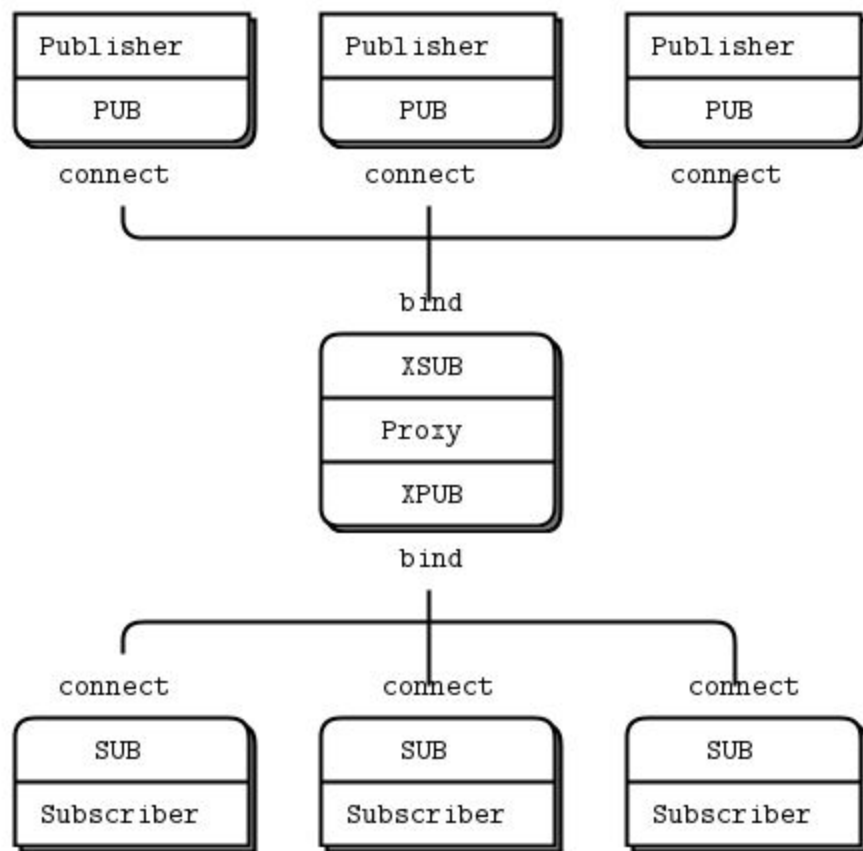 Publisher Publisher Publisher
PUB PUB PUB
connect connect connect
bind
XSUB
Proxy
XPUB
bind
connect connect connect
SUB SUB SUB
Subscriber Subscriber Subscriber